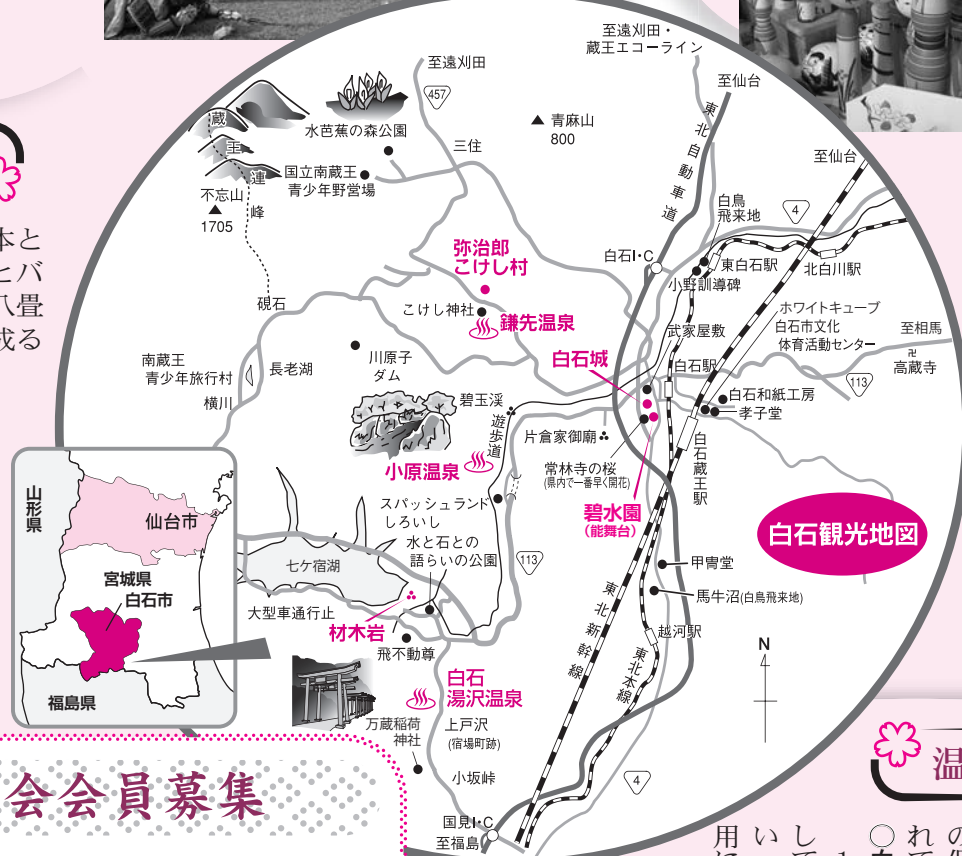 至遠刈田・
蔵王エコーライン
至遠刈田
至仙台
457
蔵
王
連
峰
水芭蕉の森公園
三住
▲ 青麻山
800
東北自動車道
至仙台
国立南蔵王
青少年野営場
不忘山
▲
1705
白鳥
飛来地
4
弥治郎
こけし村
白石I・C
東白石駅
北白川駅
小野訓導碑
硯石
こけし神社
鎌先温泉
ホワイトキューブ
白石市文化
体育活動センター
武家屋敷
至相馬
卍
高蔵寺
白石城
白石駅
113
南蔵王
青少年旅行村
長老湖
横川
川原子
ダム
碧玉渓
遊歩道
白石和紙工房
孝子堂
片倉家御廟
白石蔵王駅
小原温泉
常林寺の桜
(県内で一番早く開花)
スパッシュランド
しろいし
碧水園
(能舞台)
白石観光地図
水と石との
語らいの公園
113
山形県
仙台市
宮城県
白石市
福島県
七ケ宿湖
大型車通行止
材木岩
飛不動尊
甲冑堂
馬牛沼(白鳥飛来地)
東北新幹線
越河駅
東北本線
N
白石
湯沢温泉
万蔵稲荷
神社
上戸沢
(宿場町跡)
小坂峠
4
国見I・C
至福島
本と
ヒバ
八畳
残る
会会員募集
温
れの
○
いし
用